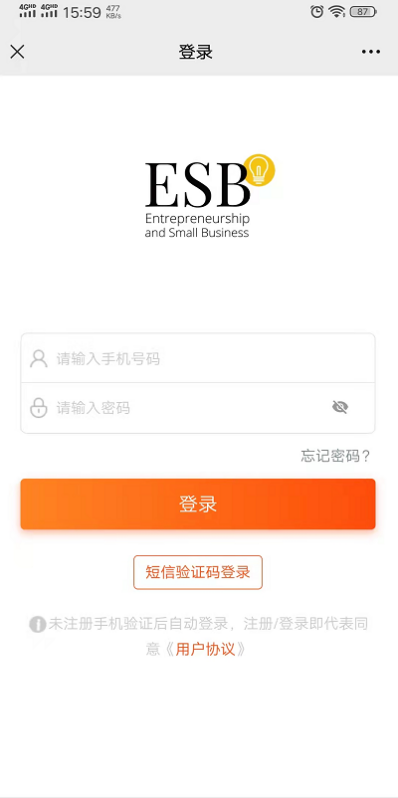 4GHD 4GHD 15:59 477 KB/s 87
登录
ESB
Entrepreneurship
and Small Business
请输入手机号码
请输入密码
忘记密码？
登录
短信验证码登录
未注册手机验证后自动登录，注册/登录即代表同
意《用户协议》